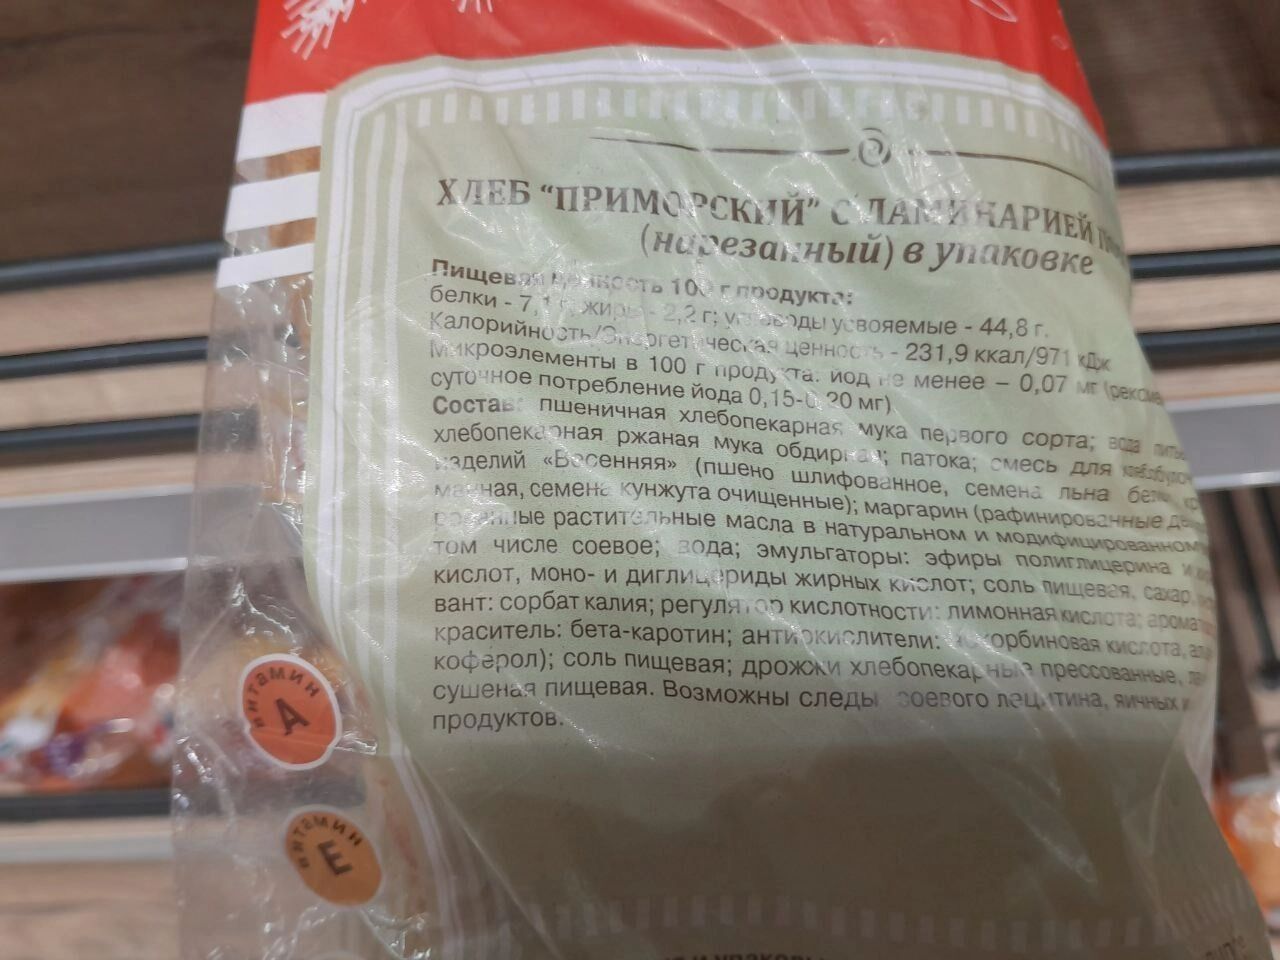 ХЛЕБ “ПРИМОРСКИЙ” С ЛАМИНАРИЕЙ
(нарезанный) в упаковке
Пищевая ценность 100 г продукта:
белки - 7,1 г; жиры - 2,2 г; углеводы усвояемые - 44,8 г.
Калорийность/Энергетическая ценность - 231,9 ккал/971 кДж
Микроэлементы в 100 г продукта: йод не менее – 0,07 мг
суточное потребление йода 0,15-0,20 мг)
Состав: пшеничная хлебопекарная мука первого сорта; вода
хлебопекарная ржаная мука обдирная; патока; смесь для
изделий «Весенняя» (пшено шлифованное, семена льна
манная, семена кунжута очищенные); маргарин (рафинированные
растительные масла в натуральном и модифицированном
том числе соевое; вода; эмульгаторы: эфиры полиглицерина и
кислот, моно- и диглицериды жирных кислот; соль пищевая, сахар,
вант: сорбат калия; регулятор кислотности: лимонная кислота;
краситель: бета-каротин; антиокислители: аскорбиновая кислота,
коферол); соль пищевая; дрожжи хлебопекарные прессованные,
сушеная пищевая. Возможны следы соевого лецитина, яичных и
продуктов.
витамин
А
витамин
Е